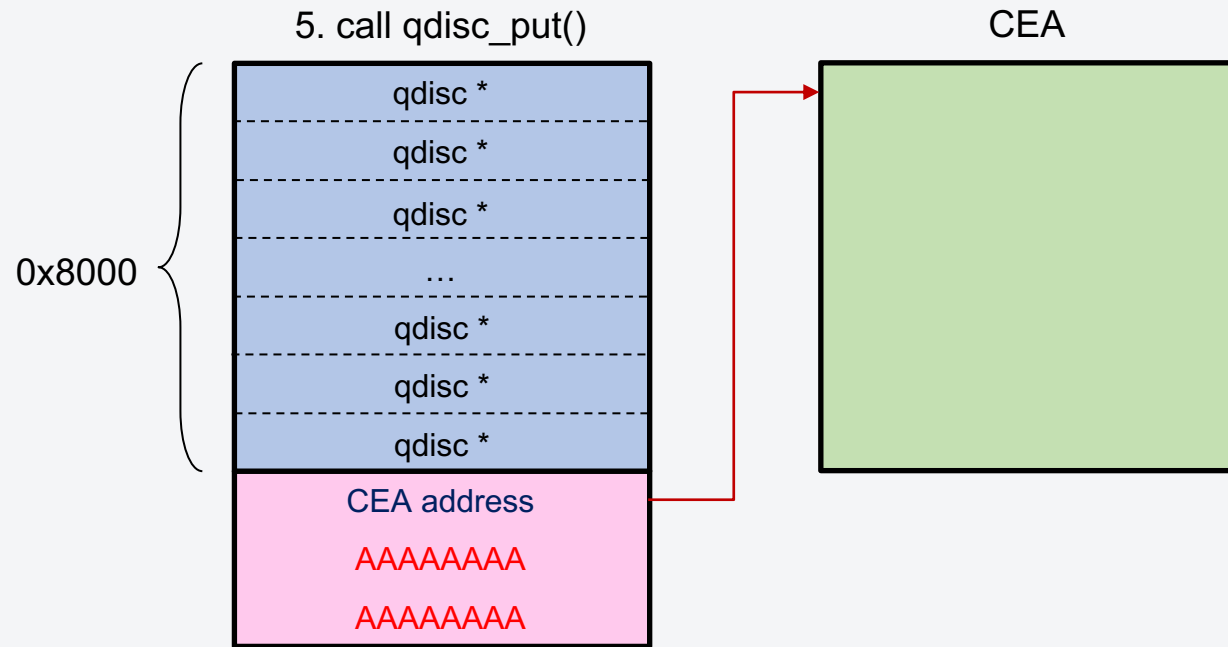 5. call qdisc_put()
CEA
0x8000
qdisc *
qdisc *
qdisc *
...
qdisc *
qdisc *
qdisc *
CEA address
AAAAAAAA
AAAAAAAA